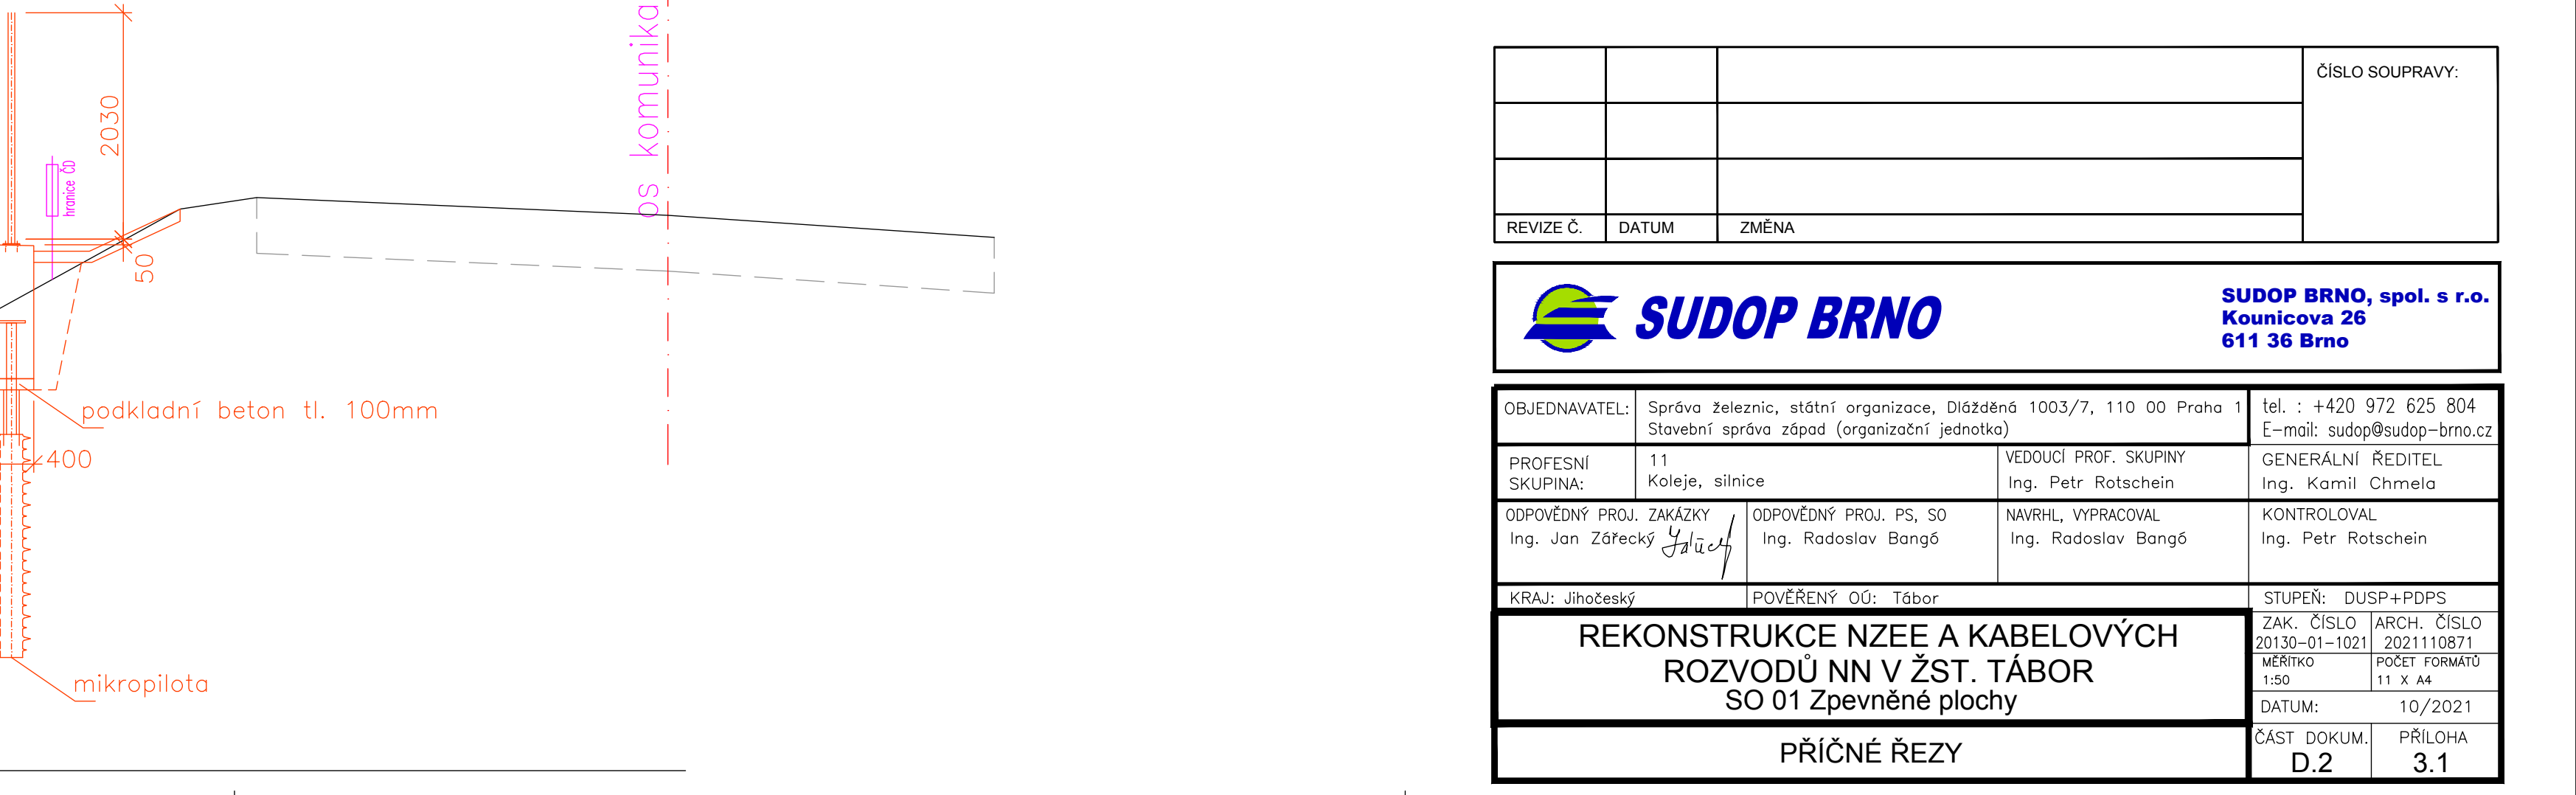 2030
hranice ČD
50
os komunika
podkladní beton tl. 100mm
400
mikropilota
ČÍSLO SOUPRAVY:
REVIZE Č. DATUM ZMĚNA
SUDOP BRNO
SUDOP BRNO, spol. s r.o.
Kounicova 26
611 36 Brno
OBJEDNAVATEL:
Správa železnic, státní organizace, Dlážděná 1003/7, 110 00 Praha 1
Stavební správa západ (organizační jednotka)
tel. : +420 972 625 804
E-mail: sudop@sudop-brno.cz
PROFESNÍ
SKUPINA:
11
Koleje, silnice
VEDOUCÍ PROF. SKUPINY
Ing. Petr Rotschein
GENERÁLNÍ ŘEDITEL
Ing. Kamil Chmela
ODPOVĚDNÝ PROJ. ZAKÁZKY
Ing. Jan Zářecký
ODPOVĚDNÝ PROJ. PS, SO
Ing. Radoslav Bangó
NAVRHL, VYPRACOVAL
Ing. Radoslav Bangó
KONTROLOVAL
Ing. Petr Rotschein
KRAJ: Jihočeský
POVĚŘENÝ OÚ: Tábor
STUPEŇ: DUSP+PDPS
REKONSTRUKCE NZEE A KABELOVÝCH
ROZVODŮ NN V ŽST. TÁBOR
SO 01 Zpevněné plochy
ZAK. ČÍSLO
20130-01-1021
ARCH. ČÍSLO
2021110871
MĚŘÍTKO
1:50
POČET FORMÁTŮ
11 X A4
DATUM: 10/2021
PŘÍČNÉ ŘEZY
ČÁST DOKUM.
D.2
PŘÍLOHA
3.1